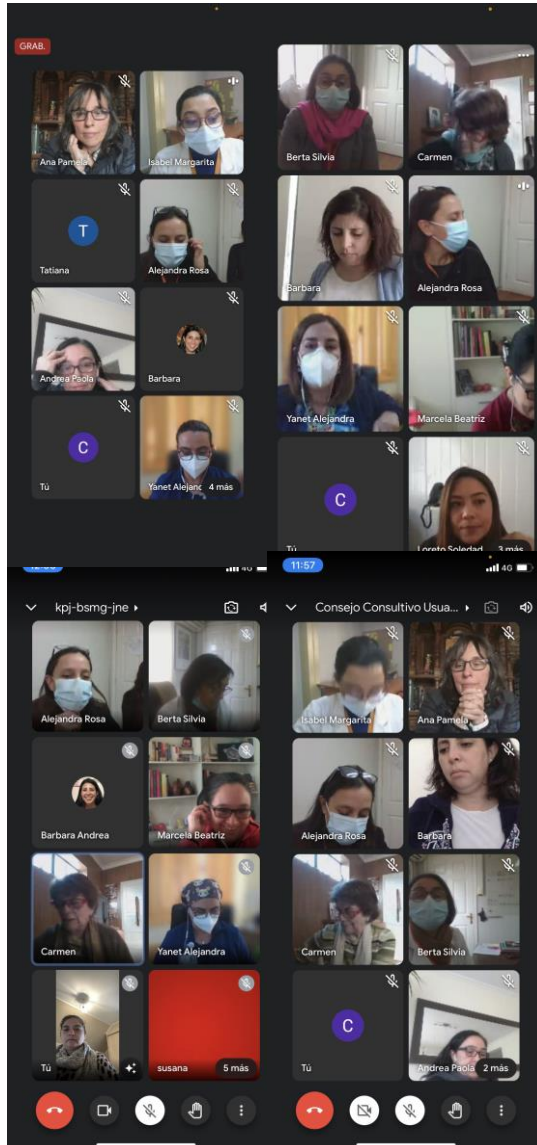 GRAB.
Ana Pamela
Isabel Margarita
T
Tatiana
Alejandra Rosa
Andrea Paola
Barbara
C
Tú
Yanet Alejanc
4 más
Berta Silvia
Carmen
Barbara
Alejandra Rosa
Yanet Alejandra
Marcela Beatriz
C
Tú
Loreto Soledad
3 más
4G
kpj-bsmg-jne
Alejandra Rosa
Berta Silvia
Barbara Andrea
Marcela Beatriz
Carmen
Yanet Alejandra
Tú
susana
5 más
11:57
4G
Consejo Consultivo Usua...
Isabel Margarita
Ana Pamela
Alejandra Rosa
Barbara
Carmen
Berta Silvia
C
Tú
Andrea Paola
2 más